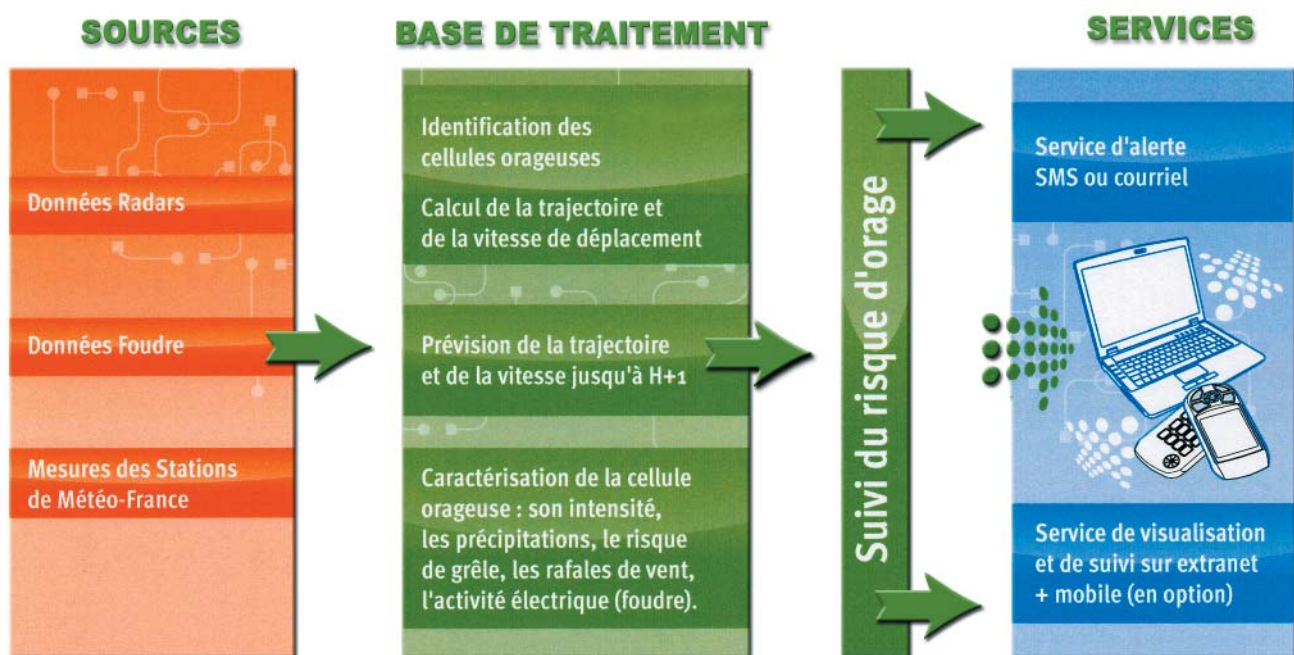 SOURCES
Données Radars
Données Foudre
Mesures des Stations
de Météo-France
BASE DE TRAITEMENT
Identification des
cellules orageuses
Calcul de la trajectoire et
de la vitesse de déplacement
Prévision de la trajectoire
et de la vitesse jusqu'à H+1
Caractérisation de la cellule
orageuse : son intensité,
les précipitations, le risque
de grêle, les rafales de vent,
l'activité électrique (foudre).
Suivi du risque d'orage
SERVICES
Service d'alerte
SMS ou courriel
Service de visualisation
et de suivi sur extranet
+ mobile (en option)